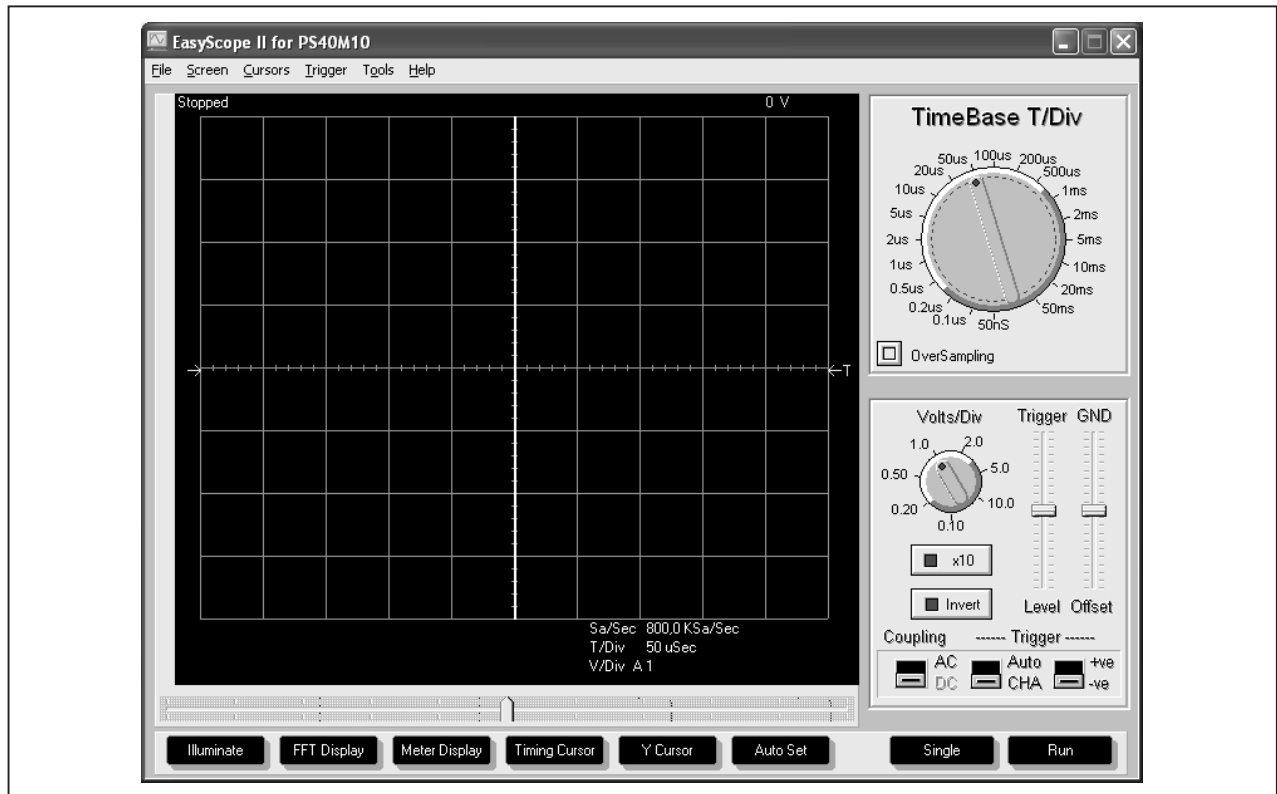 EasyScope II for PS40M10
File Screen Cursors Trigger Tools Help
Stopped
0 V
T
Sa/Sec 800,0 KSa/Sec
T/Div 50 uSec
V/Div A 1
TimeBase T/Div
50us 100us 200us
20us 500us
10us 1ms
5us 2ms
2us 5ms
1us 10ms
0.5us 20ms
0.2us 50ms
0.1us 50nS
OverSampling
Volts/Div Trigger GND
1.0 2.0
0.50 5.0
0.20 10.0
0.10
x10
Invert
Level Offset
Coupling ------ Trigger ------
AC Auto +ve
DC CHA -ve
Illuminate FFT Display Meter Display Timing Cursor Y Cursor Auto Set Single Run